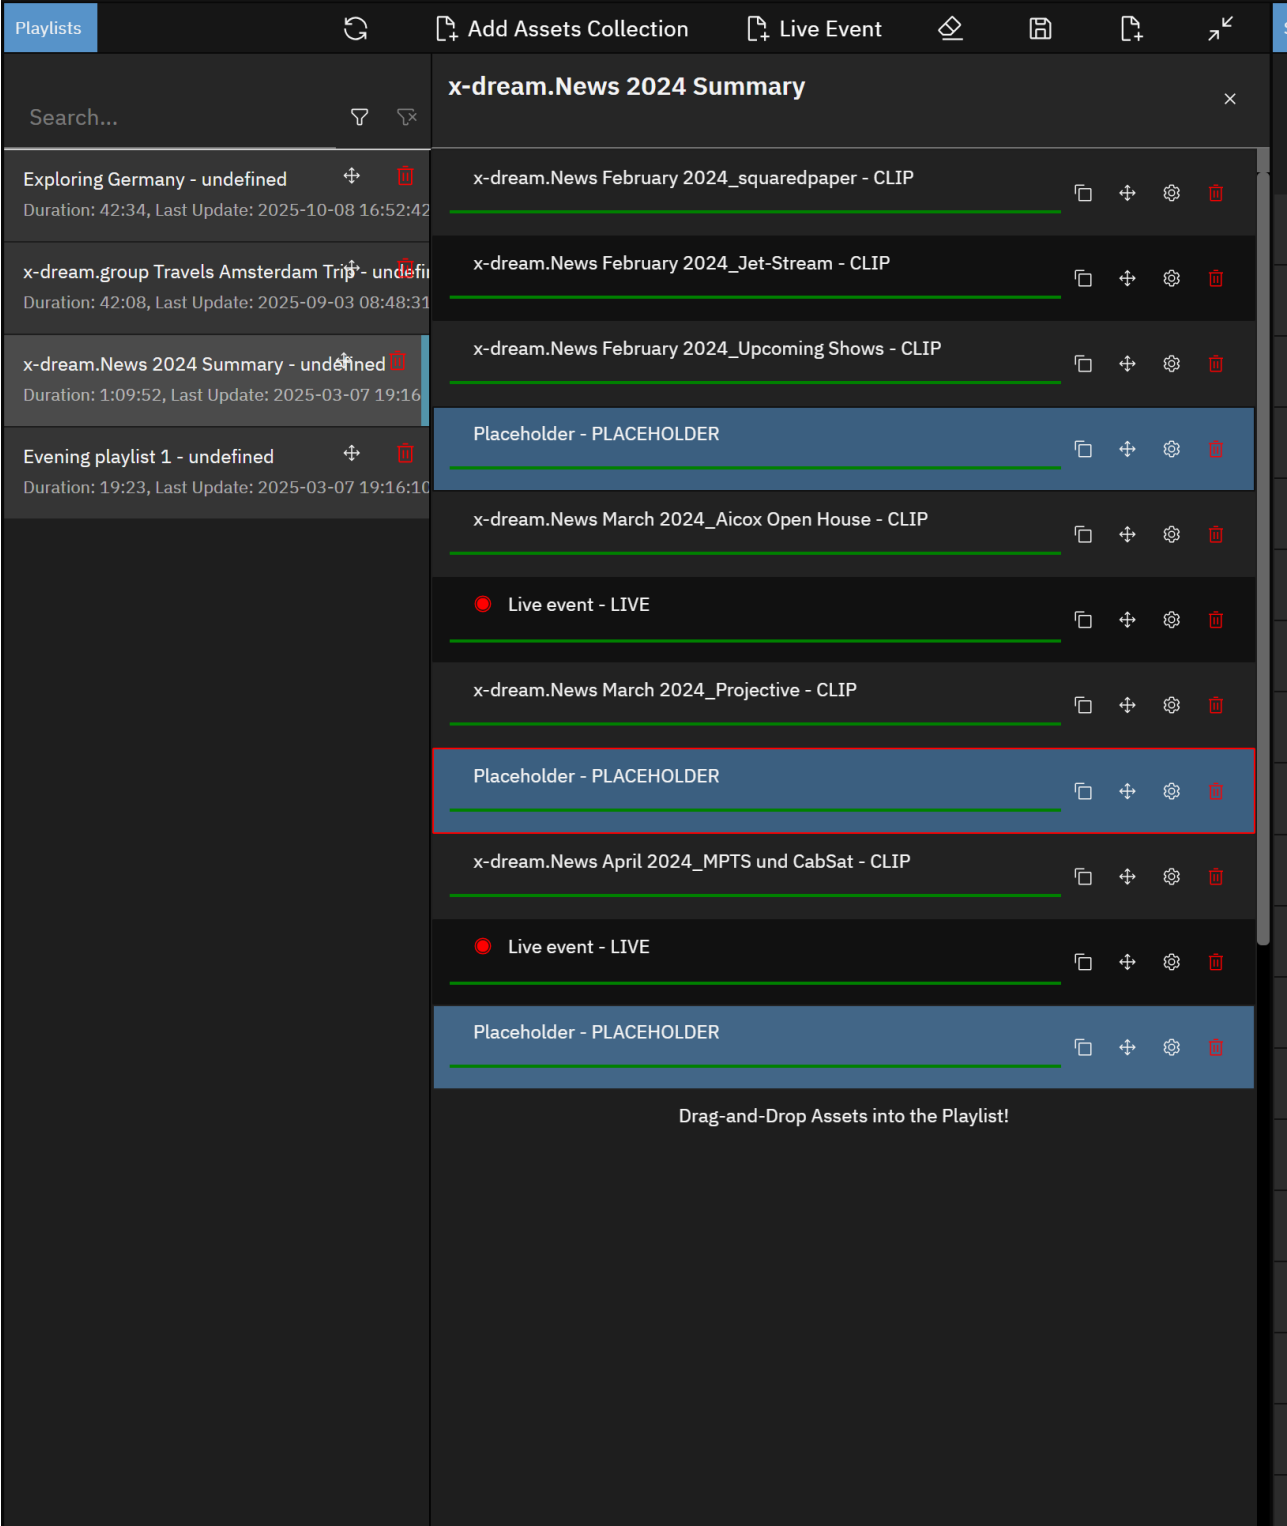 Playlists
Add Assets Collection
Live Event
Search...
Exploring Germany - undefined
Duration: 42:34, Last Update: 2025-10-08 16:52:42
x-dream.group Travels Amsterdam Trip - undefi
Duration: 42:08, Last Update: 2025-09-03 08:48:31
x-dream.News 2024 Summary - undefined
Duration: 1:09:52, Last Update: 2025-03-07 19:16
Evening playlist 1 - undefined
Duration: 19:23, Last Update: 2025-03-07 19:16:10
x-dream.News 2024 Summary
x-dream.News February 2024_squaredpaper - CLIP
x-dream.News February 2024_Jet-Stream - CLIP
x-dream.News February 2024_Upcoming Shows - CLIP
Placeholder - PLACEHOLDER
x-dream.News March 2024_Aicox Open House - CLIP
Live event - LIVE
x-dream.News March 2024_Projective - CLIP
Placeholder - PLACEHOLDER
x-dream.News April 2024_MPTS und CabSat - CLIP
Live event - LIVE
Placeholder - PLACEHOLDER
Drag-and-Drop Assets into the Playlist!